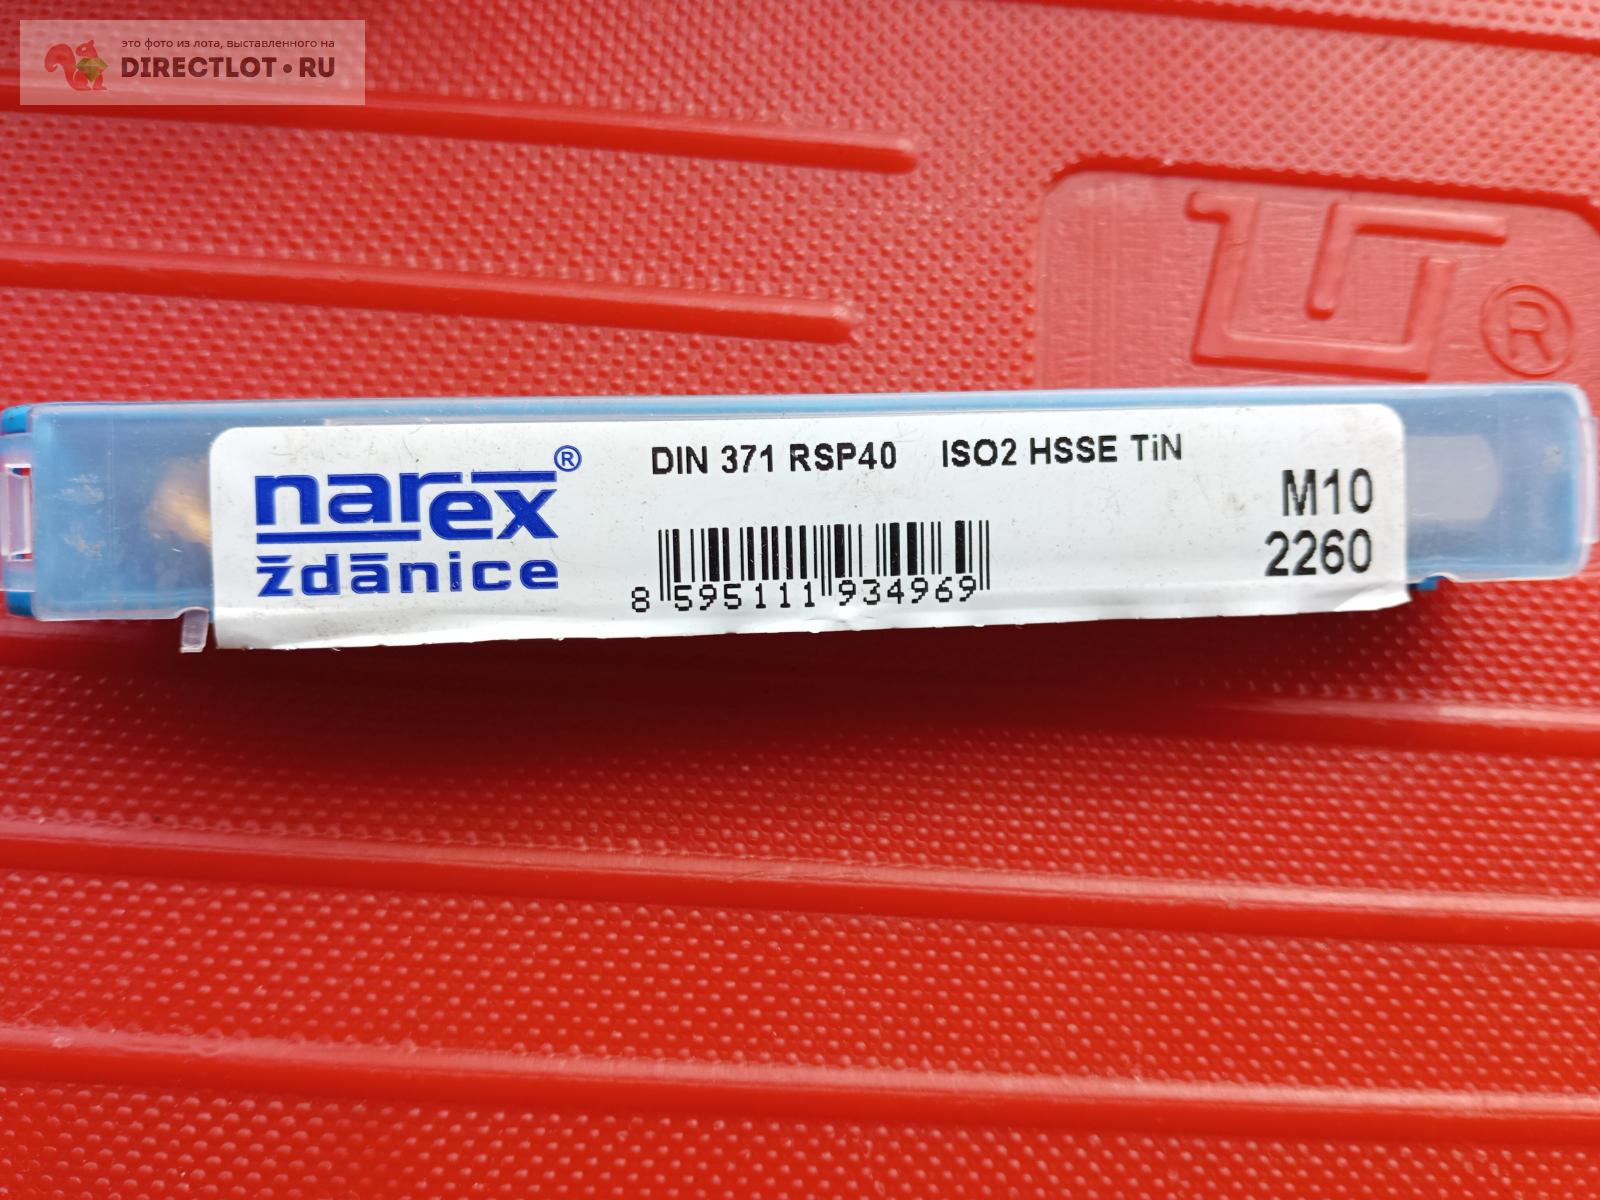 это фото из лота, выставленного на
DIRECTLOT•RU
narex®
ždánice
DIN 371 RSP40 ISO2 HSSE TiN
M10
2260
8 595111 934969
®